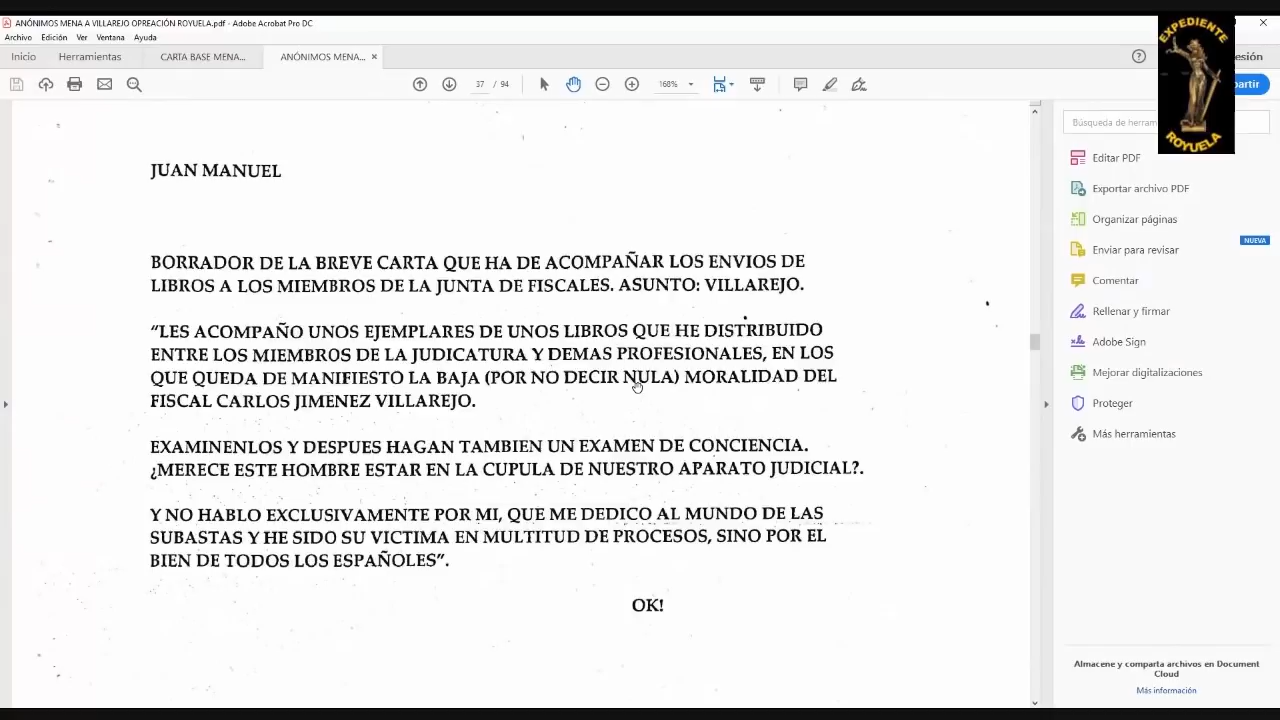 ANÓNIMOS MENA A VILLAREJO OPREACIÓN ROYUELA.pdf - Adobe Acrobat Pro DC
Archivo Edición Ver Ventana Ayuda
Inicio Herramientas CARTA BASE MENA... ANÓNIMOS MENA... × esión
37 / 94 168% partir
EXPEDIENTE
ROYUELA
Búsqueda de herram
Editar PDF
Exportar archivo PDF
Organizar páginas
Enviar para revisar
NUEVA
Comentar
Rellenar y firmar
Adobe Sign
Mejorar digitalizaciones
Proteger
Más herramientas
Almacene y comparta archivos en Document
Cloud
Más información
JUAN MANUEL
BORRADOR DE LA BREVE CARTA QUE HA DE ACOMPAÑAR LOS ENVIOS DE
LIBROS A LOS MIEMBROS DE LA JUNTA DE FISCALES. ASUNTO: VILLAREJO.
"LES ACOMPAÑO UNOS EJEMPLARES DE UNOS LIBROS QUE HE DISTRIBUIDO
ENTRE LOS MIEMBROS DE LA JUDICATURA Y DEMAS PROFESIONALES, EN LOS
QUE QUEDA DE MANIFIESTO LA BAJA (POR NO DECIR NULA) MORALIDAD DEL
FISCAL CARLOS JIMENEZ VILLAREJO.
EXAMINENLOS Y DESPUES HAGAN TAMBIEN UN EXAMEN DE CONCIENCIA.
¿MERECE ESTE HOMBRE ESTAR EN LA CUPULA DE NUESTRO APARATO JUDICIAL?.
Y NO HABLO EXCLUSIVAMENTE POR MI, QUE ME DEDICO AL MUNDO DE LAS
SUBASTAS Y HE SIDO SU VICTIMA EN MULTITUD DE PROCESOS, SINO POR EL
BIEN DE TODOS LOS ESPAÑOLES".
OK!